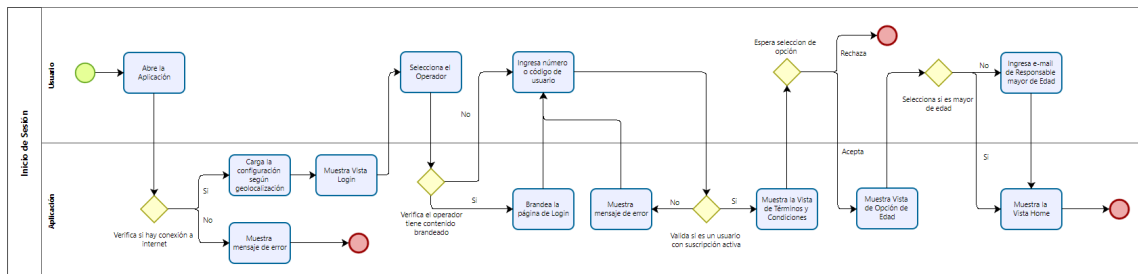 Inicio de Sesión
Usuario
Abre la
Aplicación
Selecciona el
Operador
No
Ingresa número
o código de
usuario
Espera seleccion de
opción
Rechaza
Acepta
Selecciona si es mayor
de edad
No
Si
Ingresa e-mail
de Responsable
mayor de Edad
Aplicación
Verifica si hay conexión a
Internet
Si
No
Carga la
configuración
según
geolocalización
Muestra
mensaje de error
Muestra Vista
Login
Verifica el operador
tiene contenido
brandeado
Si
Brandea la
página de Login
Muestra
mensaje de error
No
Valida si es un usuario
con suscripción activa
Si
Muestra la Vista
de Términos y
Condiciones
Muestra Vista
de Opción de
Edad
Muestra la
Vista Home